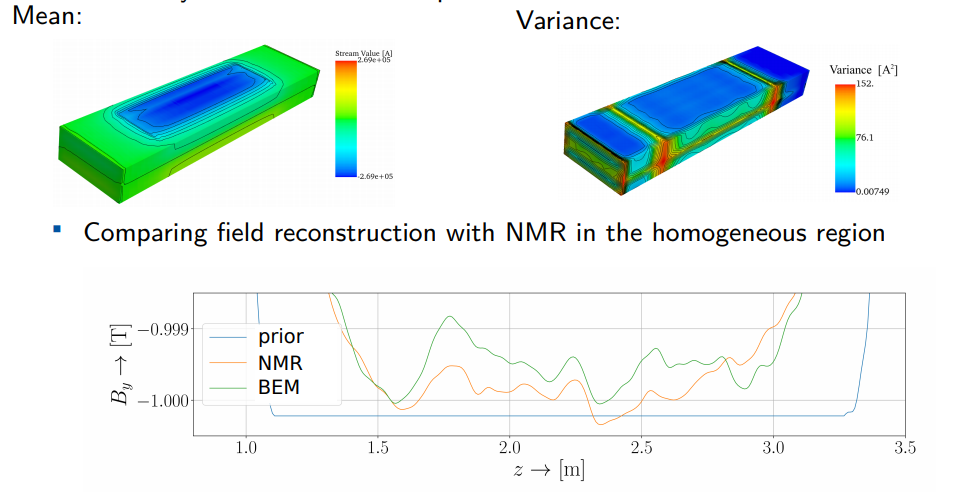 Mean:
Variance:
Stream Value [A]
2.69e+05
-2.69e+05
Variance [A²]
152.
76.1
0.00749
▪ Comparing field reconstruction with NMR in the homogeneous region
B_y → [T]
−0.999
−1.000
prior
NMR
BEM
1.0 1.5 2.0 2.5 3.0 3.5
z → [m]